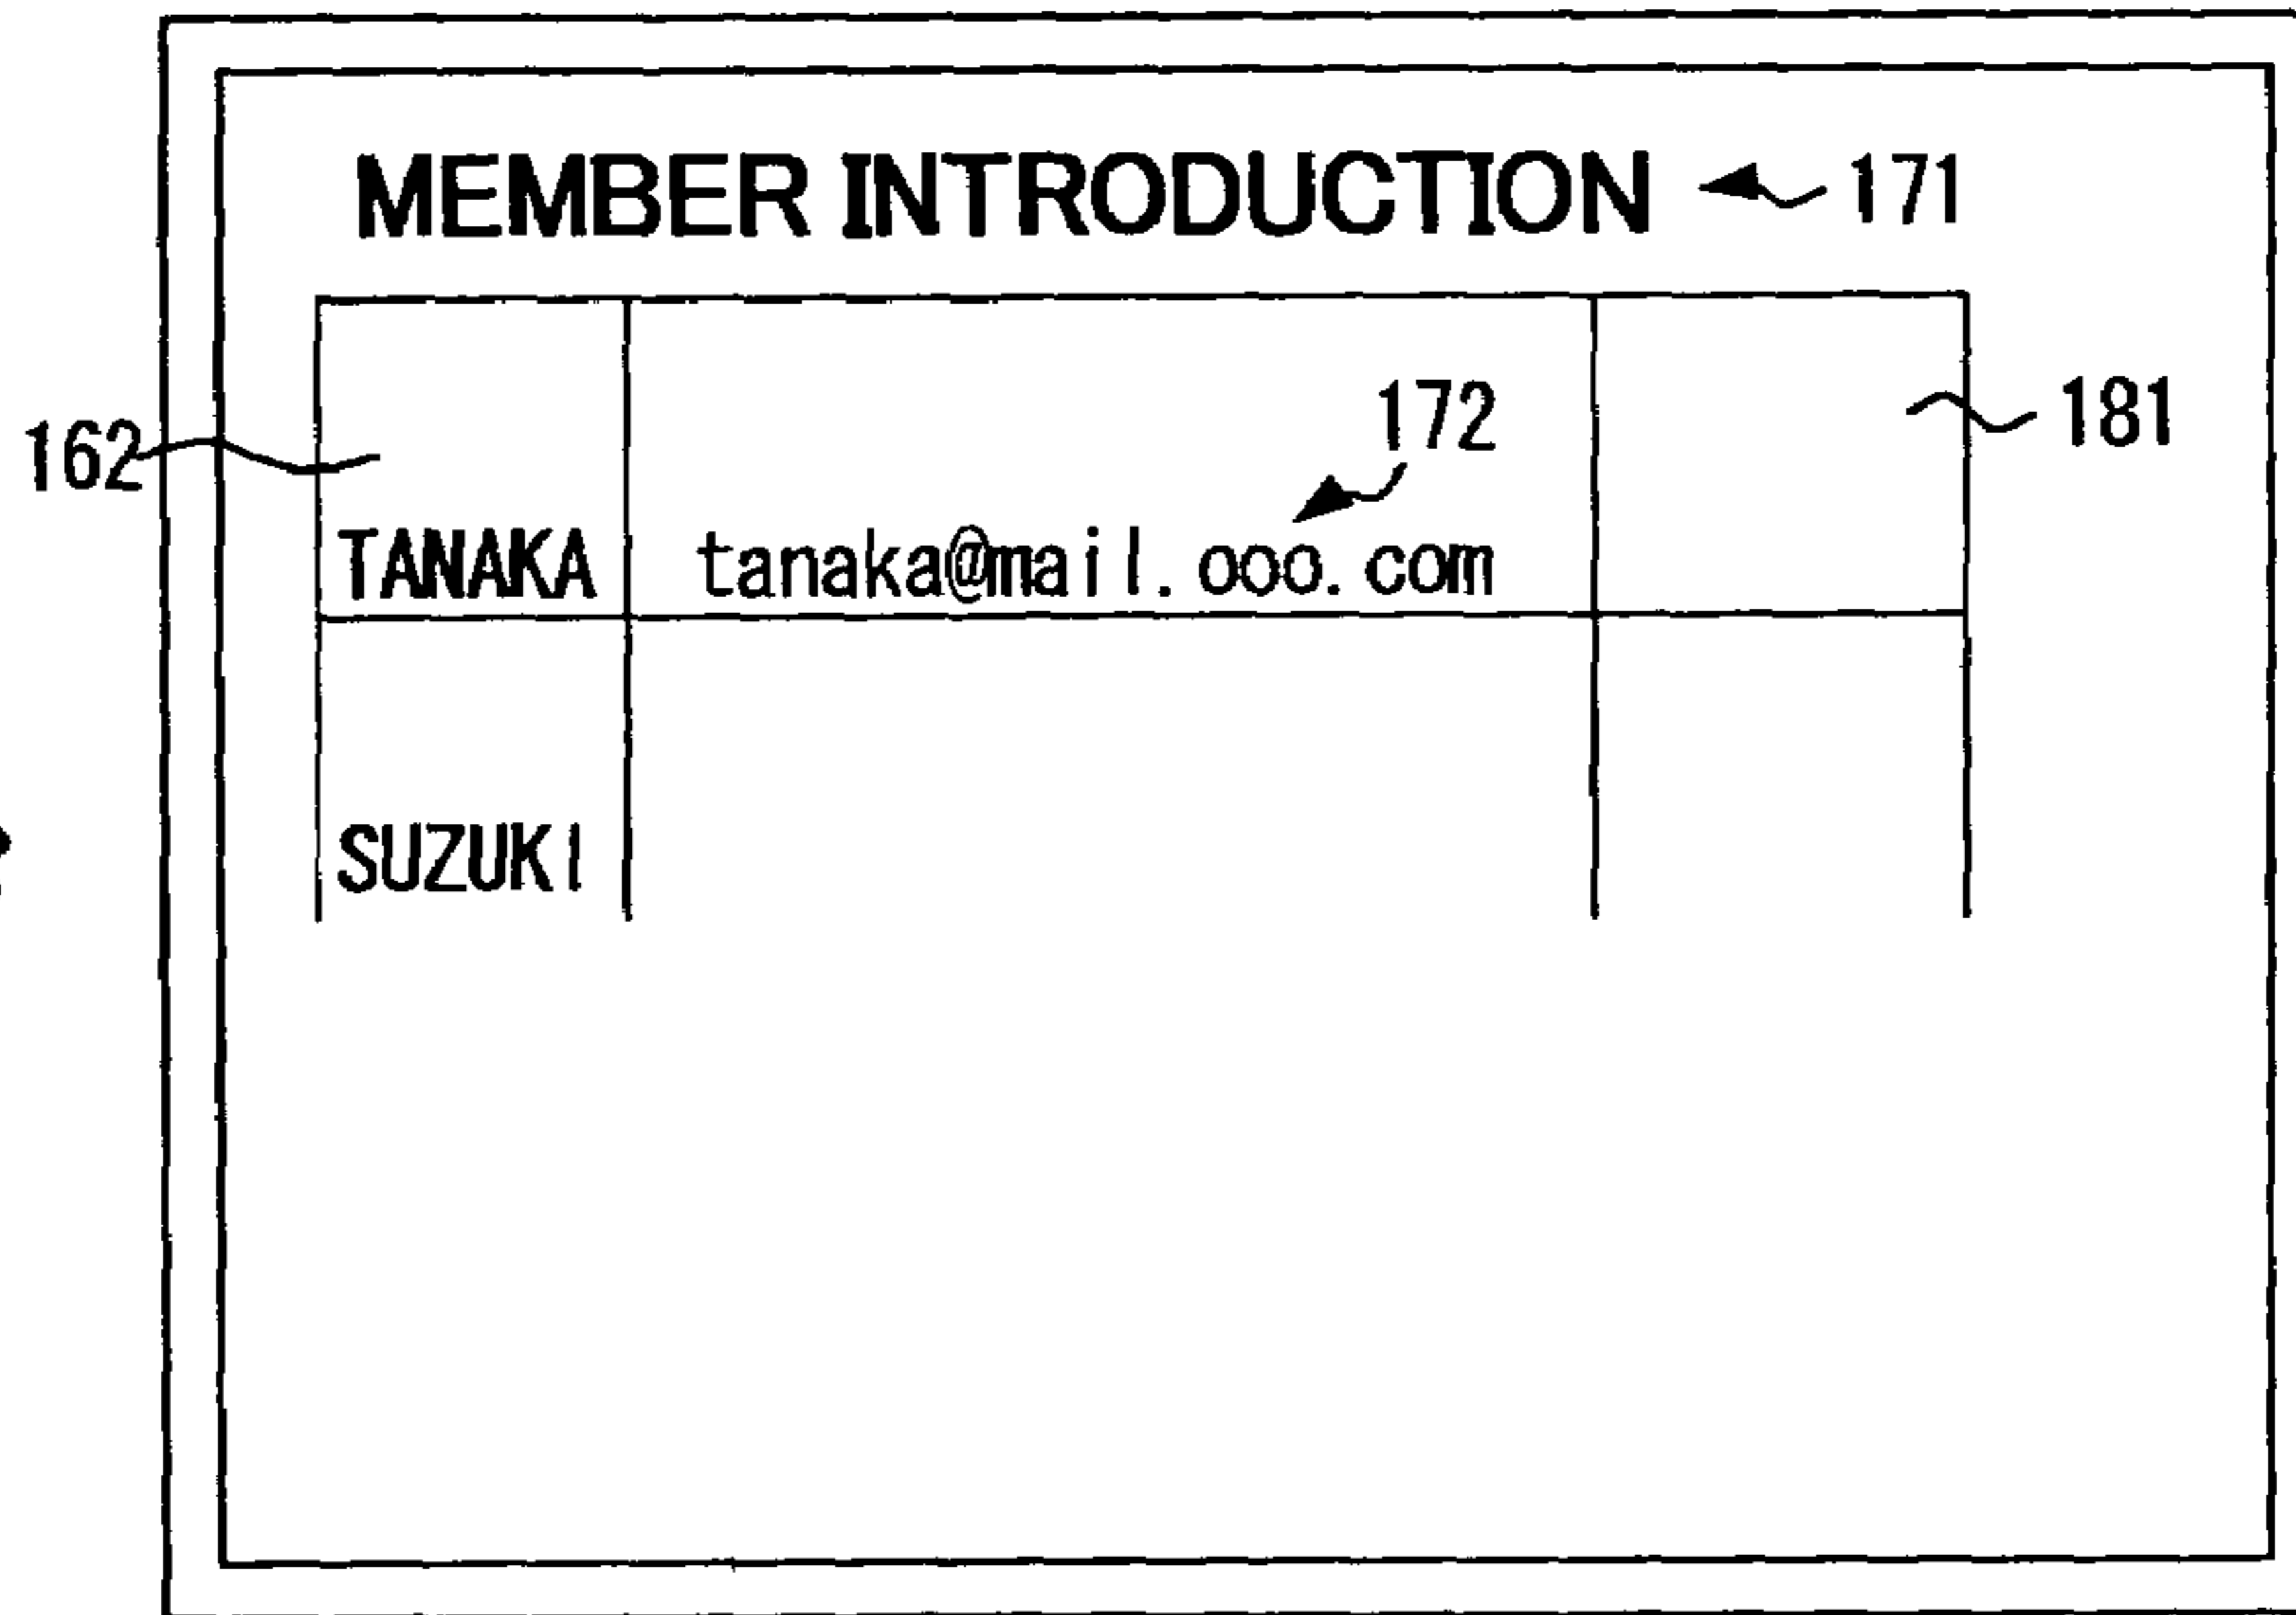 MEMBER INTRODUCTION 171
172
181
162
TANAKA tanaka@mail.ooo.com
SUZUKI